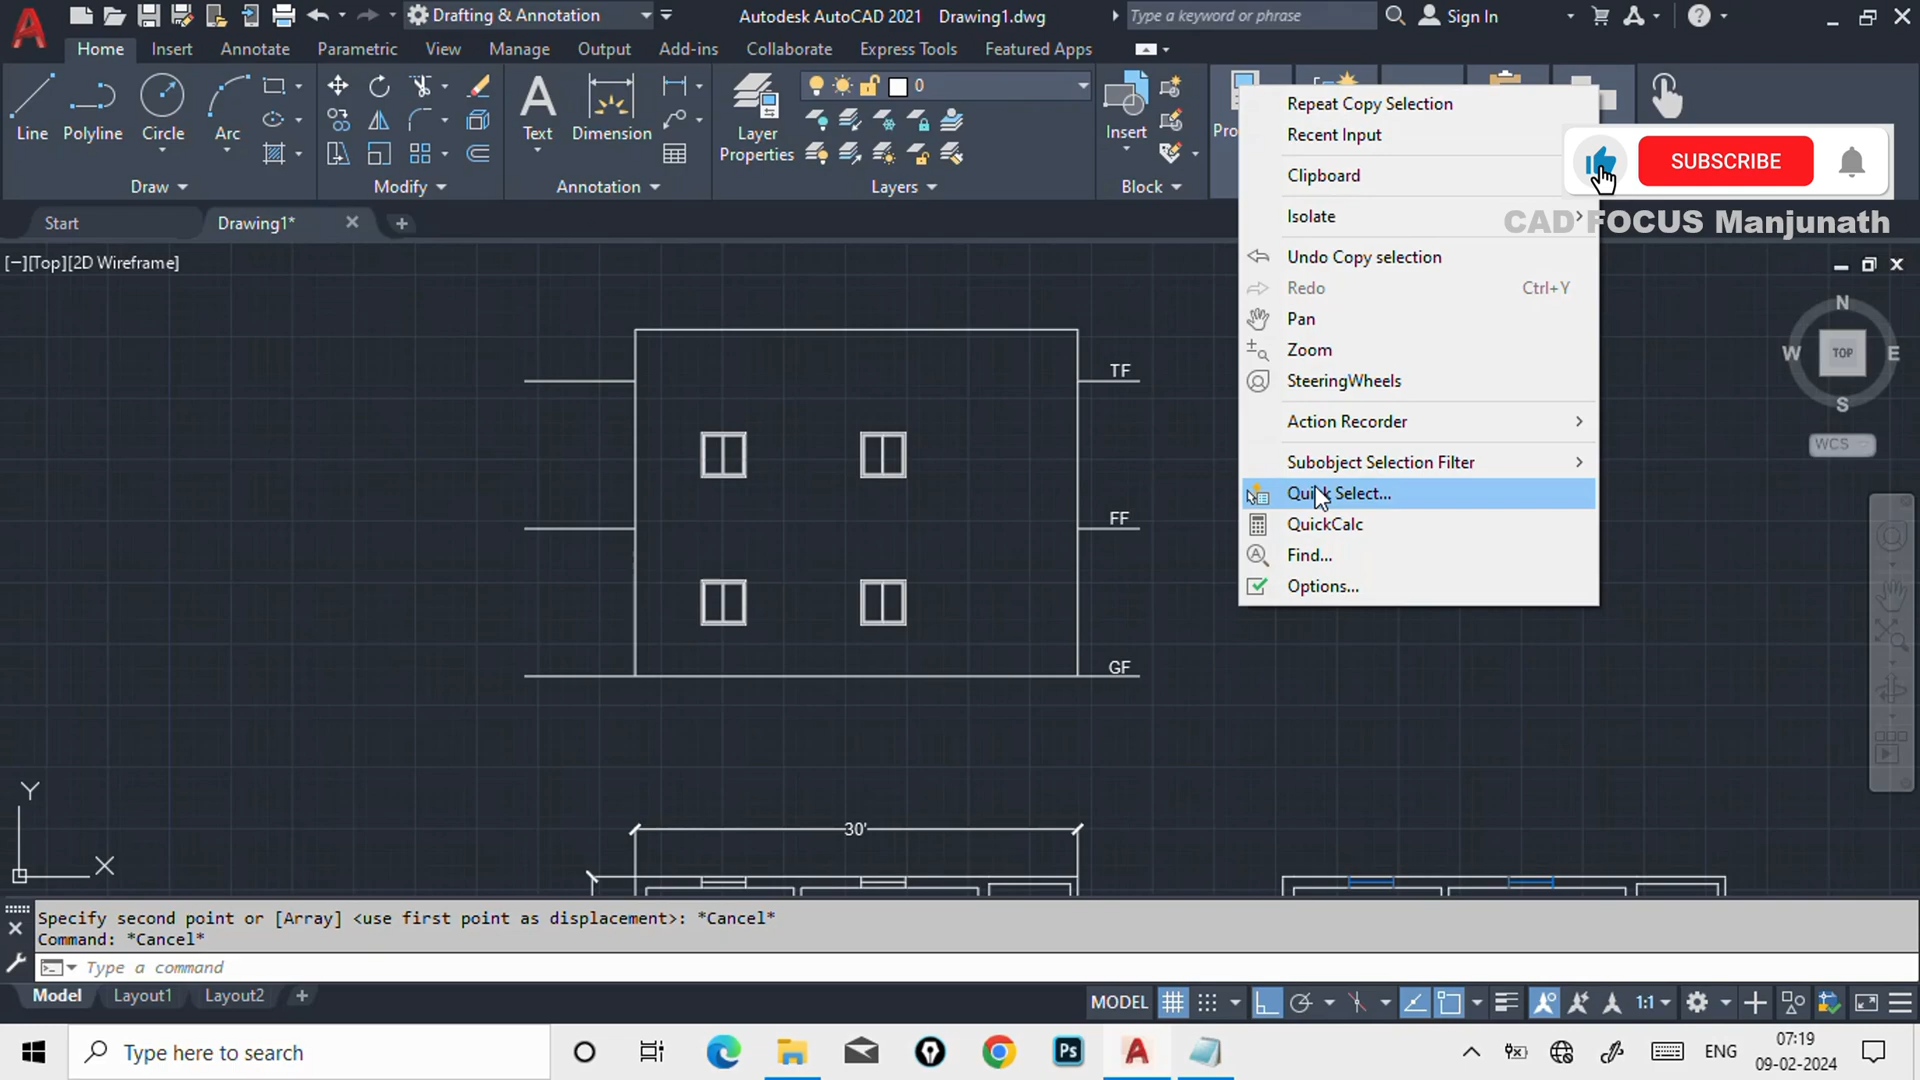 Drafting & Annotation
Autodesk AutoCAD 2021 Drawing1.dwg
Type a keyword or phrase
Sign In
Home Insert Annotate Parametric View Manage Output Add-ins Collaborate Express Tools Featured Apps
0
Line Polyline Circle Arc
Text Dimension
Layer Properties
Insert
Draw Modify Annotation Layers Block
Start Drawing1*
[−][Top][2D Wireframe]
Repeat Copy Selection
Recent Input
Clipboard
Isolate
Undo Copy selection
Redo Ctrl+Y
Pan
Zoom
SteeringWheels
Action Recorder
Subobject Selection Filter
Quick Select...
QuickCalc
Find...
Options...
SUBSCRIBE
CAD FOCUS Manjunath
N
W TOP E
S
WCS
TF
FF
GF
30'
Y
X
Specify second point or [Array] <use first point as displacement>: *Cancel*
Command: *Cancel*
Type a command
Model Layout1 Layout2
MODEL 1:1
Type here to search
Ps
ENG
07:19
09-02-2024